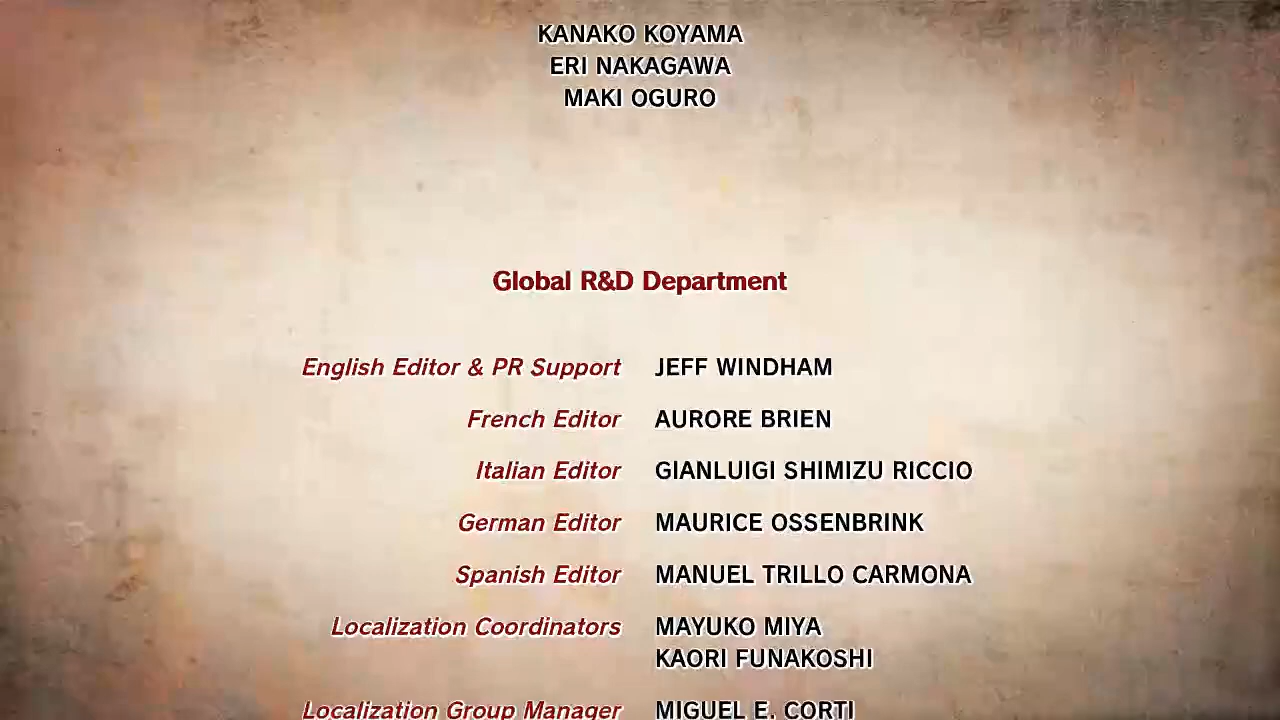 KANAKO KOYAMA
ERI NAKAGAWA
MAKI OGURO
Global R&D Department
English Editor & PR Support JEFF WINDHAM
French Editor AURORE BRIEN
Italian Editor GIANLUIGI SHIMIZU RICCIO
German Editor MAURICE OSSENBRINK
Spanish Editor MANUEL TRILLO CARMONA
Localization Coordinators MAYUKO MIYA
KAORI FUNAKOSHI
Localization Group Manager MIGUEL E. CORTI